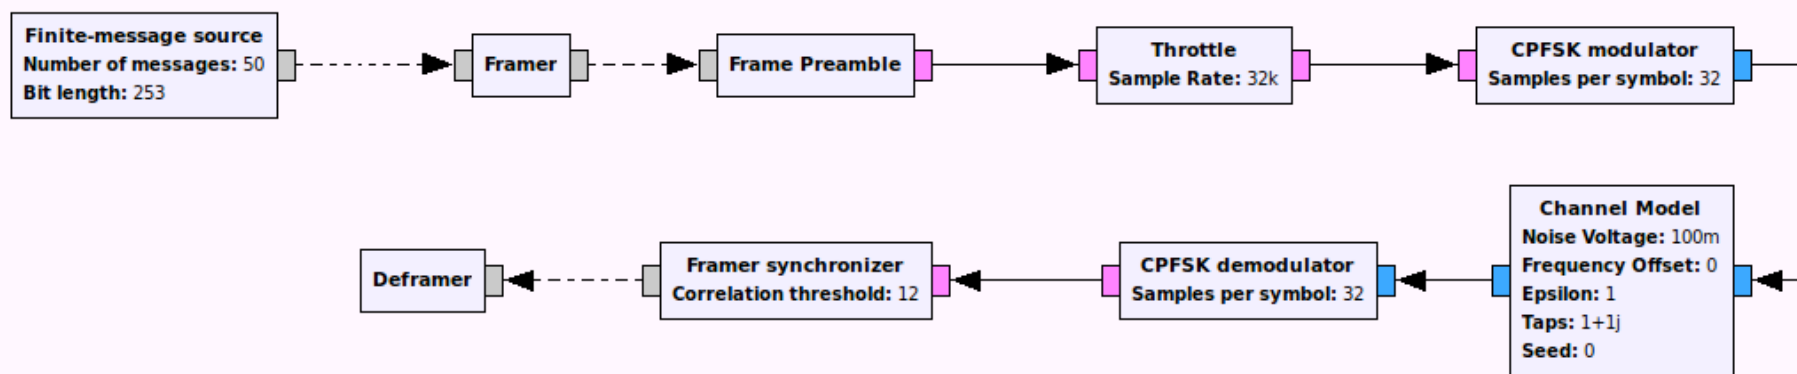 Finite-message source
Number of messages: 50
Bit length: 253
Framer
Frame Preamble
Throttle
Sample Rate: 32k
CPFSK modulator
Samples per symbol: 32
Deframer
Framer synchronizer
Correlation threshold: 12
CPFSK demodulator
Samples per symbol: 32
Channel Model
Noise Voltage: 100m
Frequency Offset: 0
Epsilon: 1
Taps: 1+1j
Seed: 0